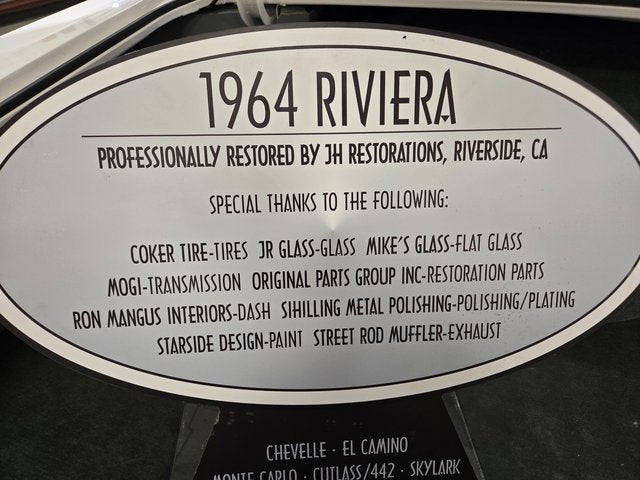 1964 RIVIERA
PROFESSIONALLY RESTORED BY JH RESTORATIONS, RIVERSIDE, CA
SPECIAL THANKS TO THE FOLLOWING:
COKER TIRE-TIRES JR GLASS-GLASS MIKE'S GLASS-FLAT GLASS
MOGI-TRANSMISSION ORIGINAL PARTS GROUP INC-RESTORATION PARTS
RON MANGUS INTERIORS-DASH SIHILLING METAL POLISHING-POLISHING/PLATING
STARSIDE DESIGN-PAINT STREET ROD MUFFLER-EXHAUST
CHEVELLE · EL CAMINO
MONTE CARLO · CUTLASS/442 · SKYLARK